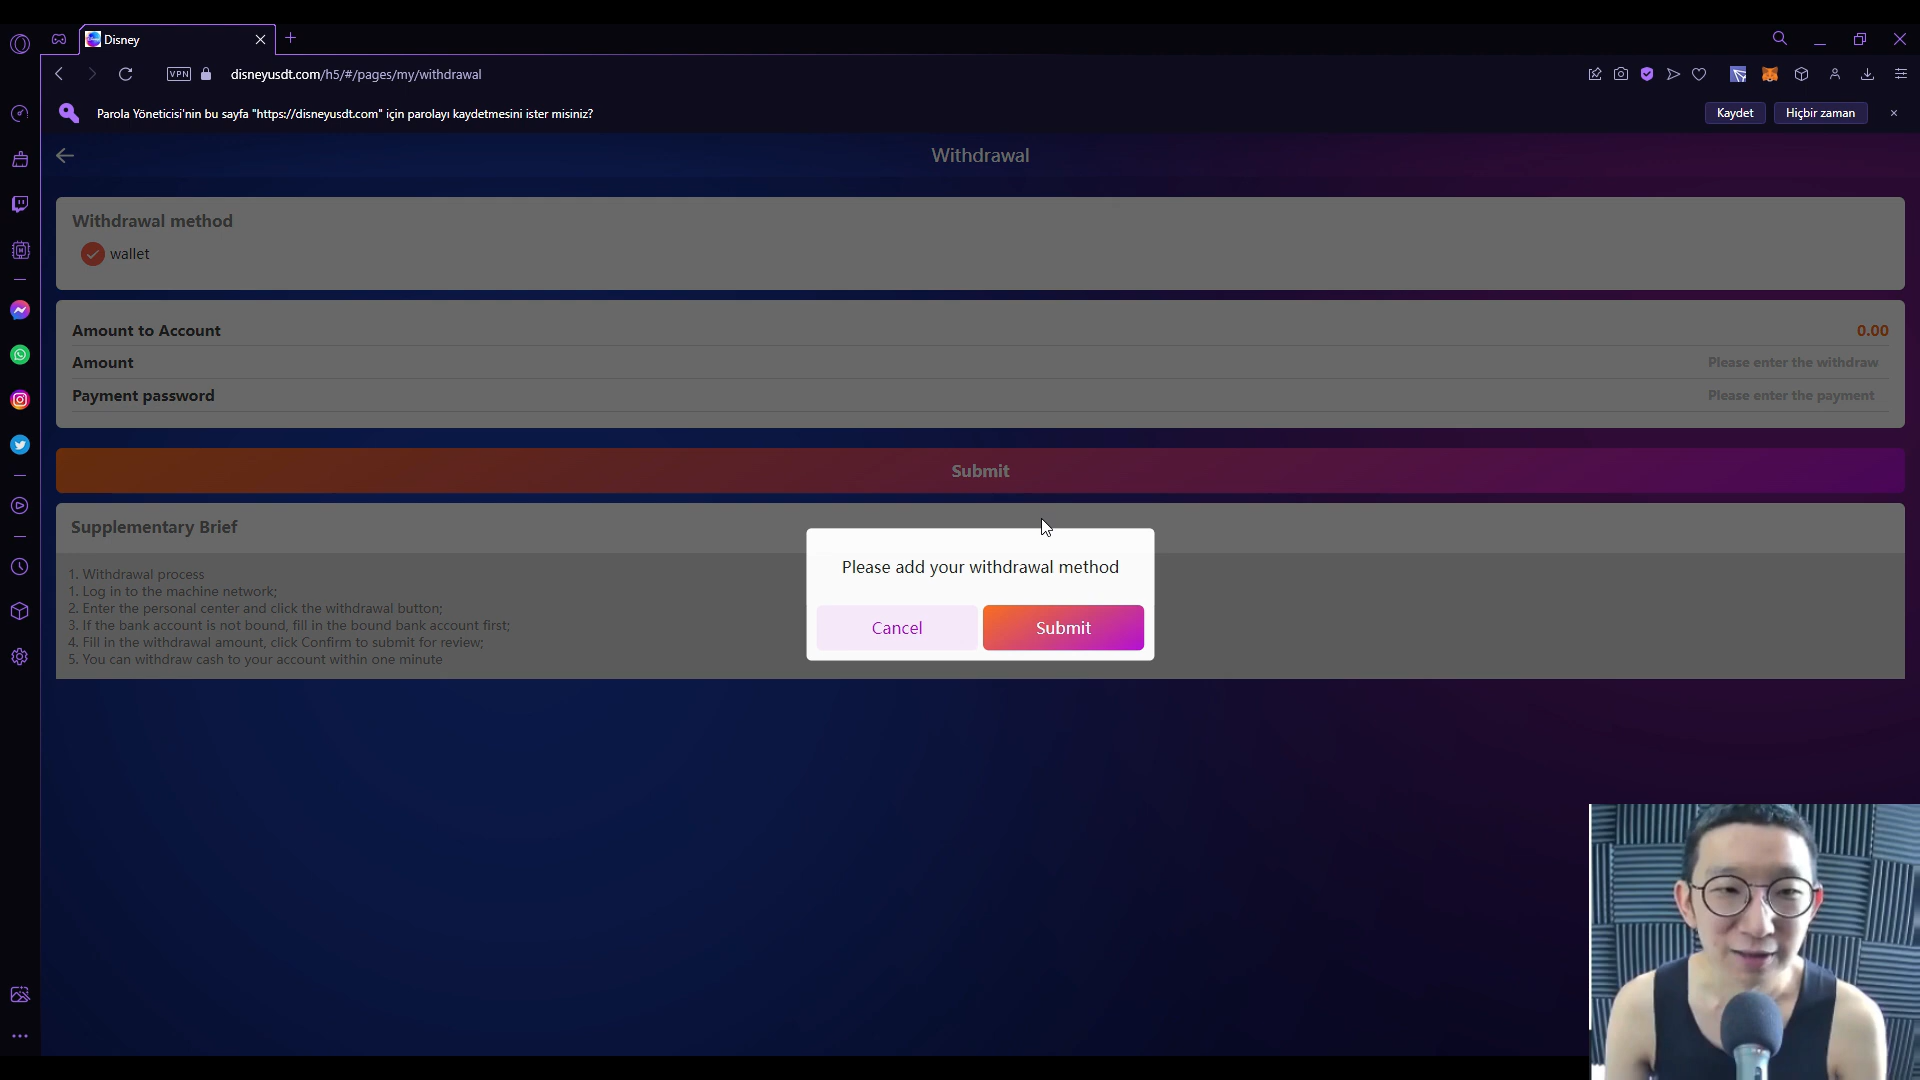 Disney
VPN
disneyusdt.com/h5/#/pages/my/withdrawal
Parola Yöneticisi'nin bu sayfa "https://disneyusdt.com" için parolayı kaydetmesini ister misiniz?
Kaydet
Hiçbir zaman
Withdrawal
Withdrawal method
wallet
Amount to Account
0.00
Amount
Please enter the withdraw
Payment password
Please enter the payment
Submit
Supplementary Brief
1. Withdrawal process
1. Log in to the machine network;
2. Enter the personal center and click the withdrawal button;
3. If the bank account is not bound, fill in the bound bank account first;
4. Fill in the withdrawal amount, click Confirm to submit for review;
5. You can withdraw cash to your account within one minute
Please add your withdrawal method
Cancel
Submit